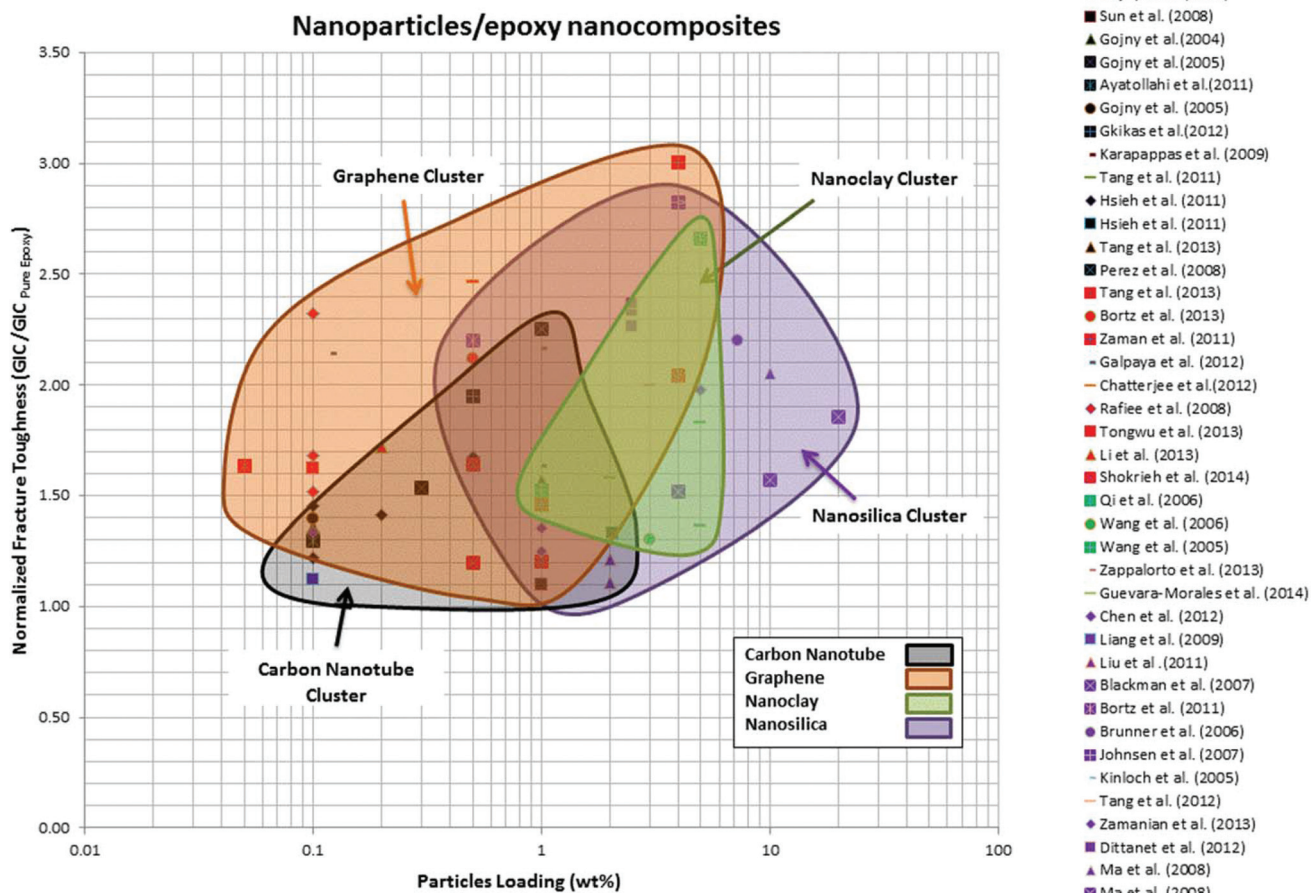 Nanoparticles/epoxy nanocomposites
Normalized Fracture Toughness (GIC /GIC Pure Epoxy)
3.50
3.00
2.50
2.00
1.50
1.00
0.50
0.00
0.01
0.1
1
10
100
Particles Loading (wt%)
Graphene Cluster
Nanoclay Cluster
Nanosilica Cluster
Carbon Nanotube
Cluster
Carbon Nanotube
Graphene
Nanoclay
Nanosilica
Sun et al. (2008)
Gojny et al.(2004)
Gojny et al. (2005)
Ayatollahi et al.(2011)
Gojny et al. (2005)
Gkikas et al.(2012)
Karapappas et al. (2009)
Tang et al. (2011)
Hsieh et al. (2011)
Hsieh et al. (2011)
Tang et al. (2013)
Perez et al. (2008)
Tang et al. (2013)
Bortz et al. (2013)
Zaman et al. (2011)
Galpaya et al. (2012)
Chatterjee et al.(2012)
Rafiee et al. (2008)
Tongwu et al. (2013)
Li et al. (2013)
Shokrieh et al. (2014)
Qi et al. (2006)
Wang et al. (2006)
Wang et al. (2005)
Zappalorto et al. (2013)
Guevara-Morales et al. (2014)
Chen et al. (2012)
Liang et al. (2009)
Liu et al .(2011)
Blackman et al. (2007)
Bortz et al. (2011)
Brunner et al. (2006)
Johnsen et al. (2007)
Kinloch et al. (2005)
Tang et al. (2012)
Zamanian et al. (2013)
Dittanet et al. (2012)
Ma et al. (2008)
Ma et al. (2008)